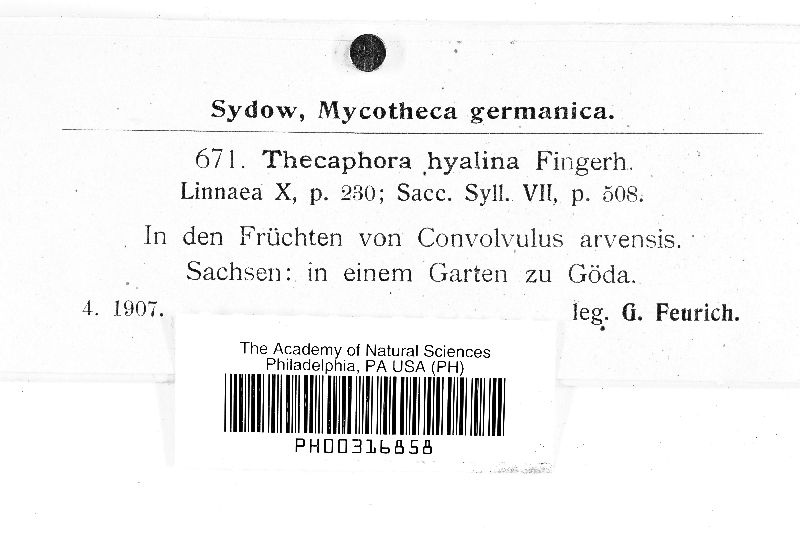 Sydow, Mycotheca germanica.
671. Thecaphora hyalina Fingerh.
Linnaea X, p. 230; Sacc. Syll. VII, p. 508.
In den Früchten von Convolvulus arvensis.
Sachsen: in einem Garten zu Göda.
4. 1907. leg. G. Feurich.
The Academy of Natural Sciences
Philadelphia, PA USA (PH)
PH00316858